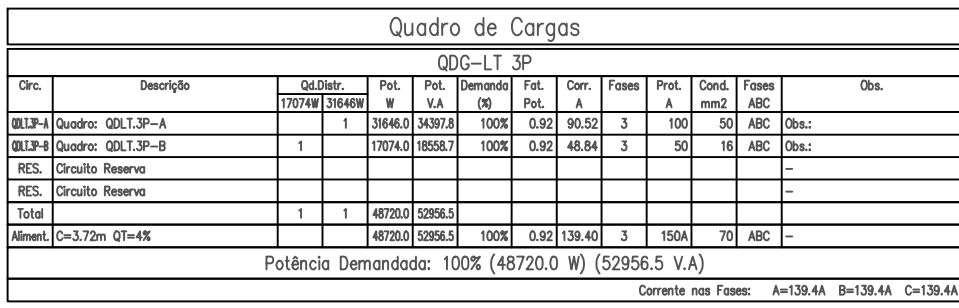 Quadro de Cargas
QDG-LT 3P
Circ. Descrição Qd.Distr. Pot. Pot. Demanda Fat. Corr. Fases Prot. Cond. Fases Obs.
17074W 31646W W V.A (%) Pot. A A mm2 ABC
QDLT.3P-A Quadro: QDLT.3P-A 1 31646.0 34397.8 100% 0.92 90.52 3 100 50 ABC Obs.:
QDLT.3P-B Quadro: QDLT.3P-B 1 17074.0 18558.7 100% 0.92 48.84 3 50 16 ABC Obs.:
RES. Circuito Reserva -
RES. Circuito Reserva -
Total 1 1 48720.0 52956.5
Aliment. C=3.72m QT=4% 48720.0 52956.5 100% 0.92 139.40 3 150A 70 ABC -
Potência Demandada: 100% (48720.0 W) (52956.5 V.A)
Corrente nas Fases: A=139.4A B=139.4A C=139.4A